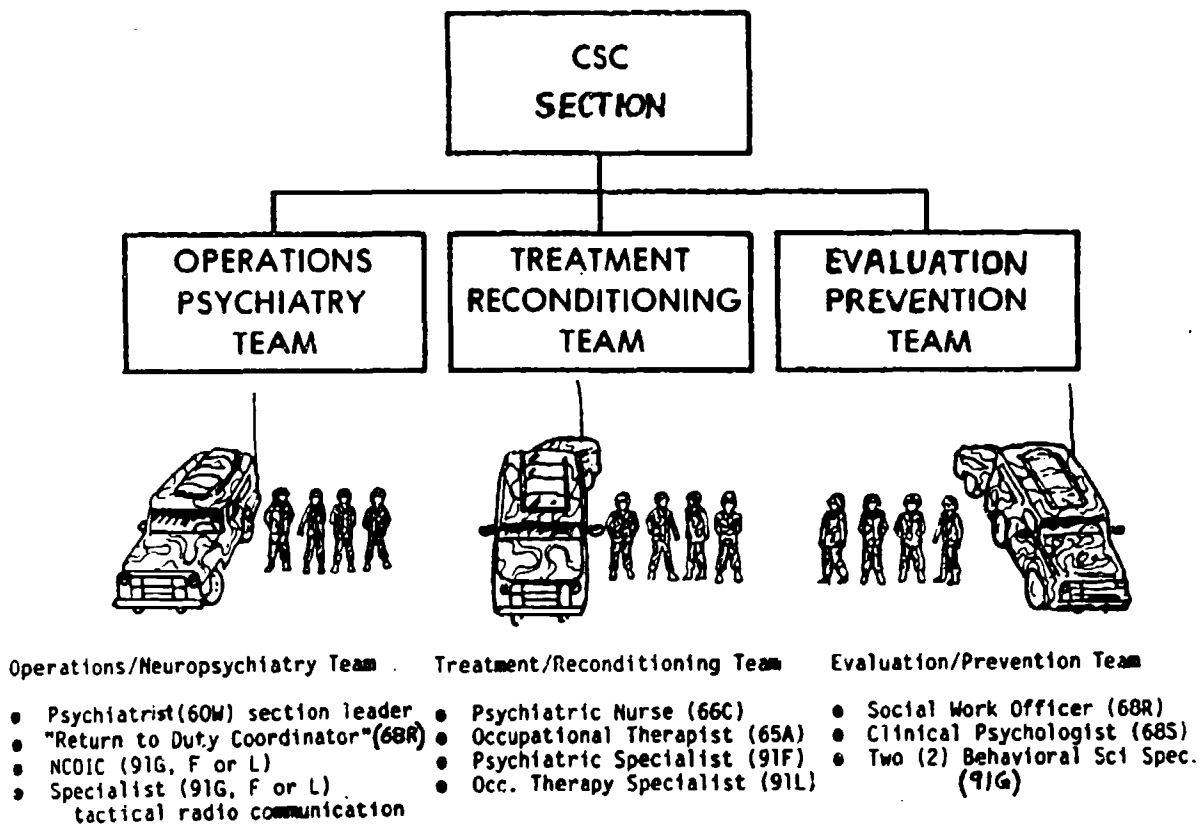 CSC
SECTION
OPERATIONS
PSYCHIATRY
TEAM
TREATMENT
RECONDITIONING
TEAM
EVALUATION
PREVENTION
TEAM
Operations/Neuropsychiatry Team
● Psychiatrist(60W) section leader
● "Return to Duty Coordinator"(68R)
● NCOIC (91G, F or L)
● Specialist (91G, F or L)
tactical radio communication
Treatment/Reconditioning Team
● Psychiatric Nurse (66C)
● Occupational Therapist (65A)
● Psychiatric Specialist (91F)
● Occ. Therapy Specialist (91L)
Evaluation/Prevention Team
● Social Work Officer (68R)
● Clinical Psychologist (68S)
● Two (2) Behavioral Sci Spec.
(91G)